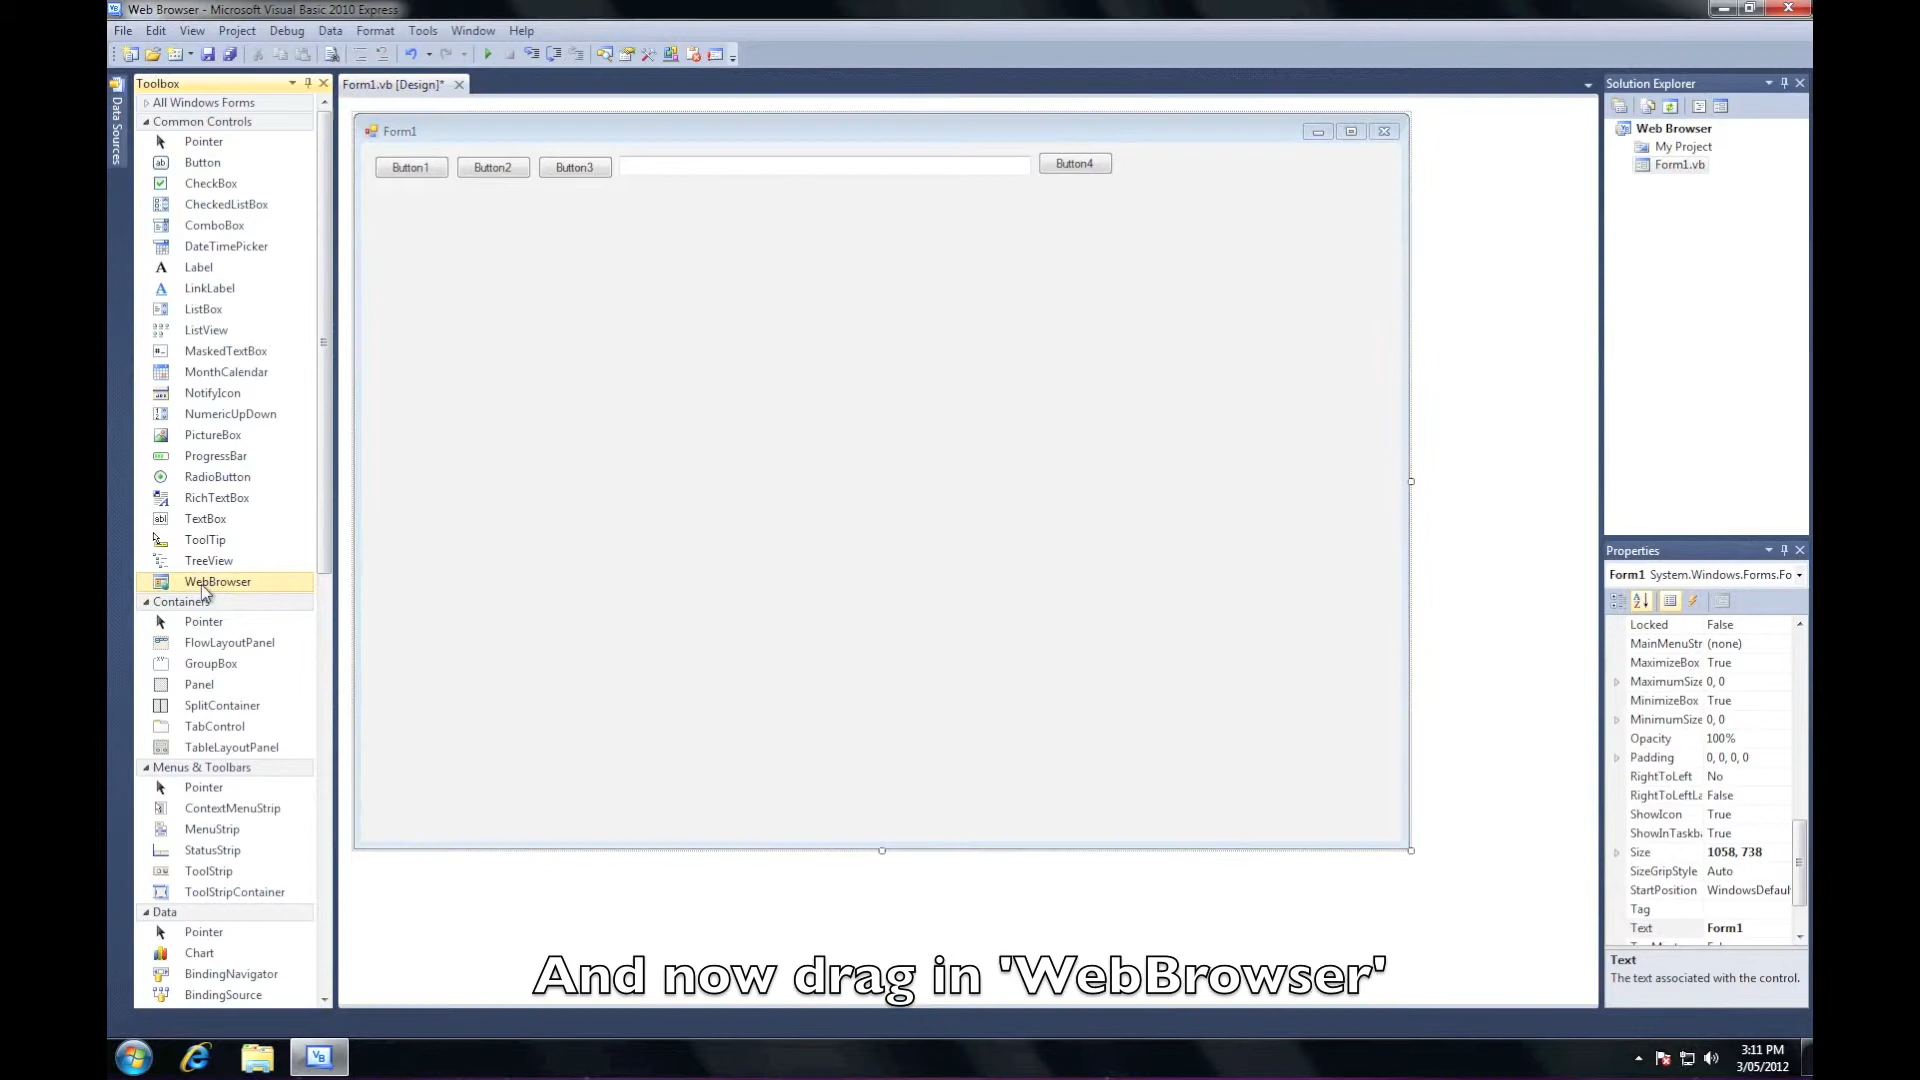 Web Browser - Microsoft Visual Basic 2010 Express
File Edit View Project Debug Data Format Tools Window Help
Data Sources
Toolbox
All Windows Forms
Common Controls
Pointer
Button
CheckBox
CheckedListBox
ComboBox
DateTimePicker
Label
LinkLabel
ListBox
ListView
MaskedTextBox
MonthCalendar
NotifyIcon
NumericUpDown
PictureBox
ProgressBar
RadioButton
RichTextBox
TextBox
ToolTip
TreeView
WebBrowser
Containers
Pointer
FlowLayoutPanel
GroupBox
Panel
SplitContainer
TabControl
TableLayoutPanel
Menus & Toolbars
Pointer
ContextMenuStrip
MenuStrip
StatusStrip
ToolStrip
ToolStripContainer
Data
Pointer
Chart
BindingNavigator
BindingSource
Form1.vb [Design]*
Form1
Button1 Button2 Button3 Button4
And now drag in 'WebBrowser'
Solution Explorer
Web Browser
My Project
Form1.vb
Properties
Form1 System.Windows.Forms.Fo
Locked False
MainMenuStr (none)
MaximizeBox True
MaximumSize 0, 0
MinimizeBox True
MinimumSize 0, 0
Opacity 100%
Padding 0, 0, 0, 0
RightToLeft No
RightToLeftLa False
ShowIcon True
ShowInTaskb True
Size 1058, 738
SizeGripStyle Auto
StartPosition WindowsDefaul
Tag
Text Form1
Text
The text associated with the control.
3:11 PM
3/05/2012